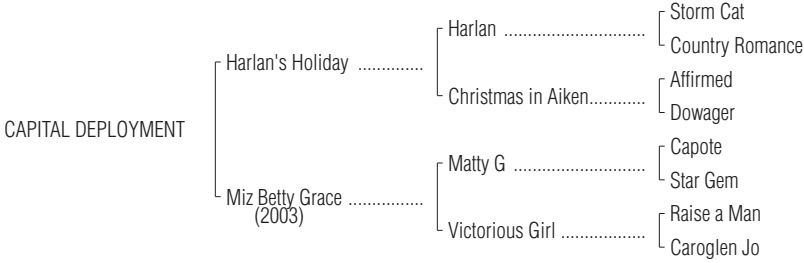 Storm Cat
Harlan ..............................
Country Romance
Harlan's Holiday ..............
Affirmed
Christmas in Aiken............
Dowager
CAPITAL DEPLOYMENT
Capote
Matty G ............................
Star Gem
Miz Betty Grace ................
(2003)
Raise a Man
Victorious Girl ..................
Caroglen Jo